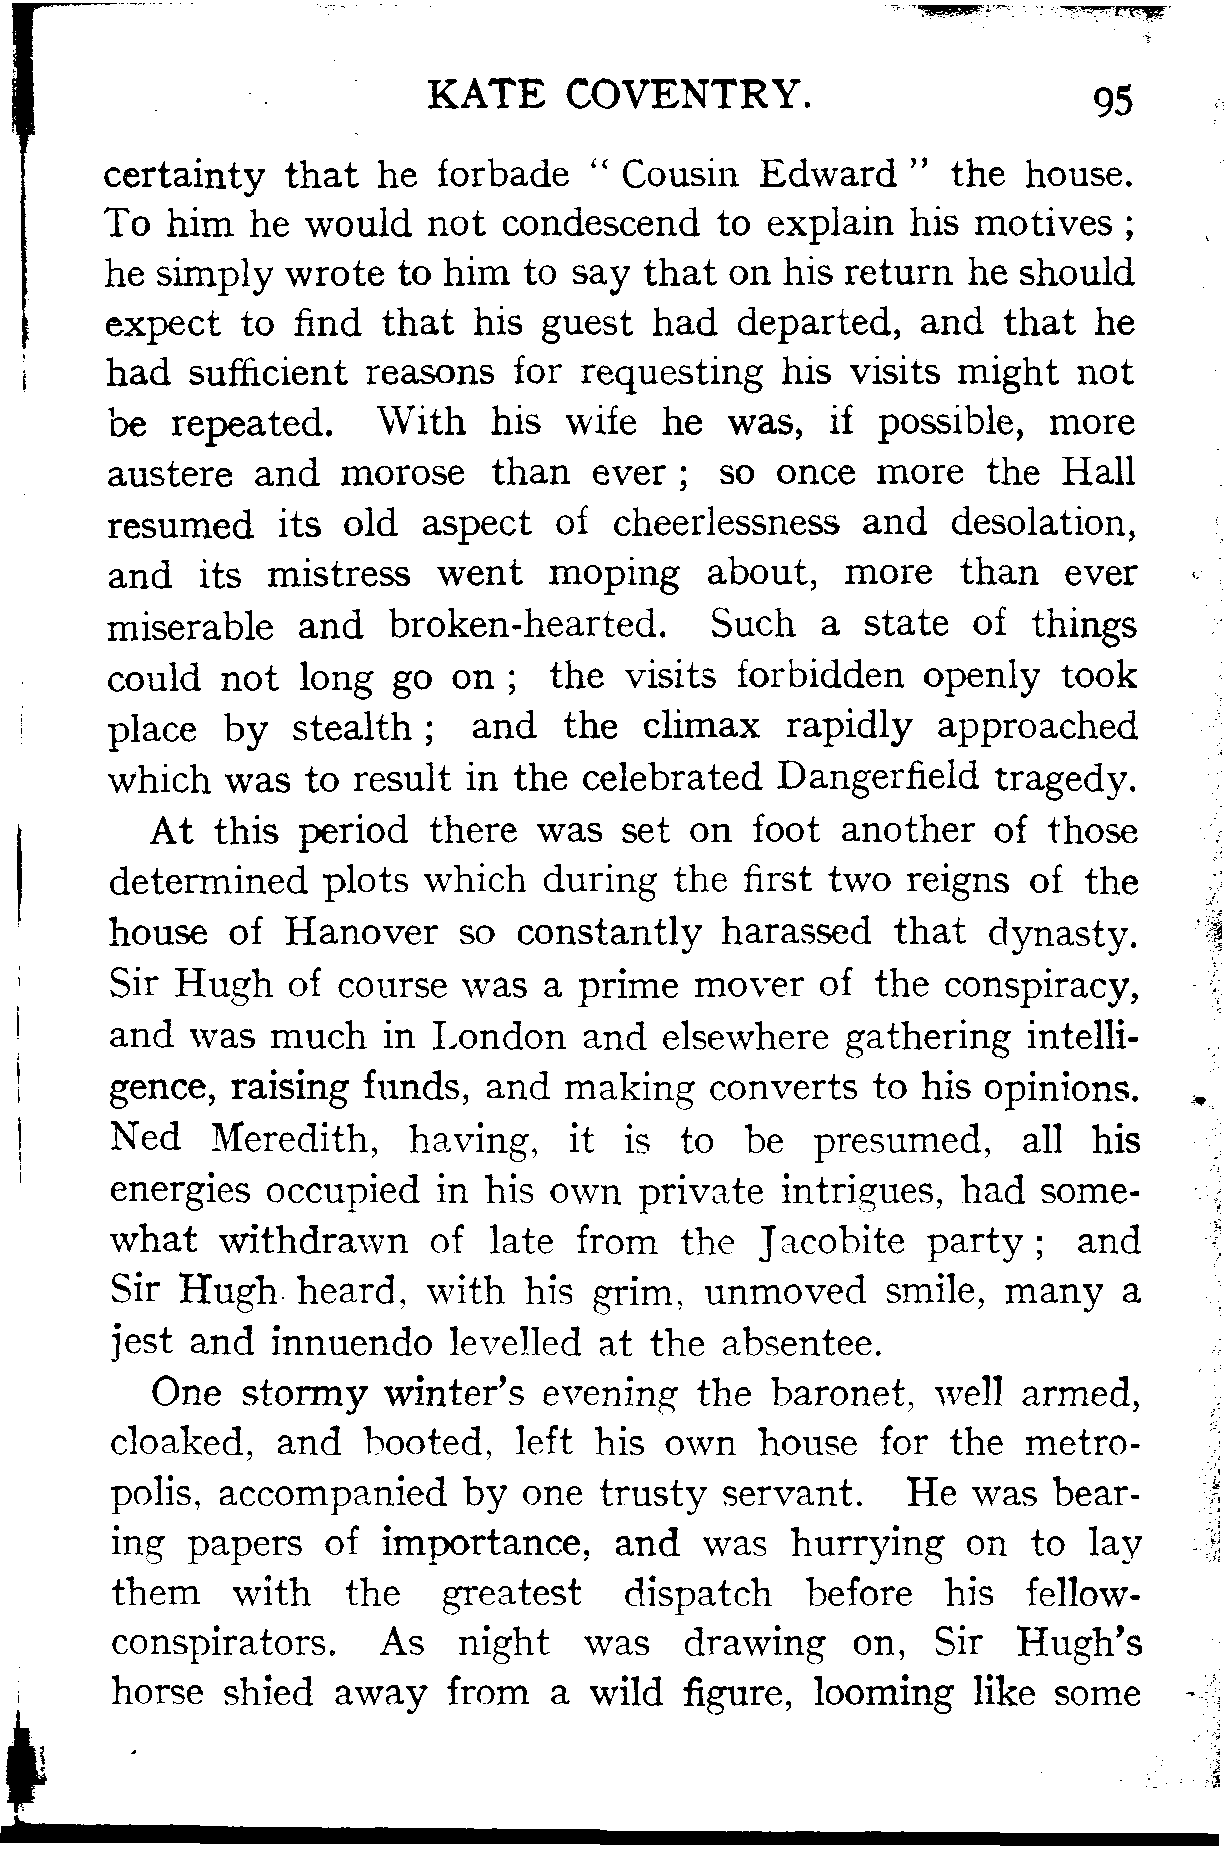 KATE COVENTRY. 95
certainty that he forbade “ Cousin Edward ” the house.
To him he would not condescend to explain his motives ;
he simply wrote to him to say that on his return he should
expect to find that his guest had departed, and that he
had sufficient reasons for requesting his visits might not
be repeated. With his wife he was, if possible, more
austere and morose than ever ; so once more the Hall
resumed its old aspect of cheerlessness and desolation,
and its mistress went moping about, more than ever
miserable and broken-hearted. Such a state of things
could not long go on ; the visits forbidden openly took
place by stealth ; and the climax rapidly approached
which was to result in the celebrated Dangerfield tragedy.
At this period there was set on foot another of those
determined plots which during the first two reigns of the
house of Hanover so constantly harassed that dynasty.
Sir Hugh of course was a prime mover of the conspiracy,
and was much in London and elsewhere gathering intelli-
gence, raising funds, and making converts to his opinions.
Ned Meredith, having, it is to be presumed, all his
energies occupied in his own private intrigues, had some-
what withdrawn of late from the Jacobite party ; and
Sir Hugh heard, with his grim, unmoved smile, many a
jest and innuendo levelled at the absentee.
One stormy winter’s evening the baronet, well armed,
cloaked, and booted, left his own house for the metro-
polis, accompanied by one trusty servant. He was bear-
ing papers of importance, and was hurrying on to lay
them with the greatest dispatch before his fellow-
conspirators. As night was drawing on, Sir Hugh’s
horse shied away from a wild figure, looming like some